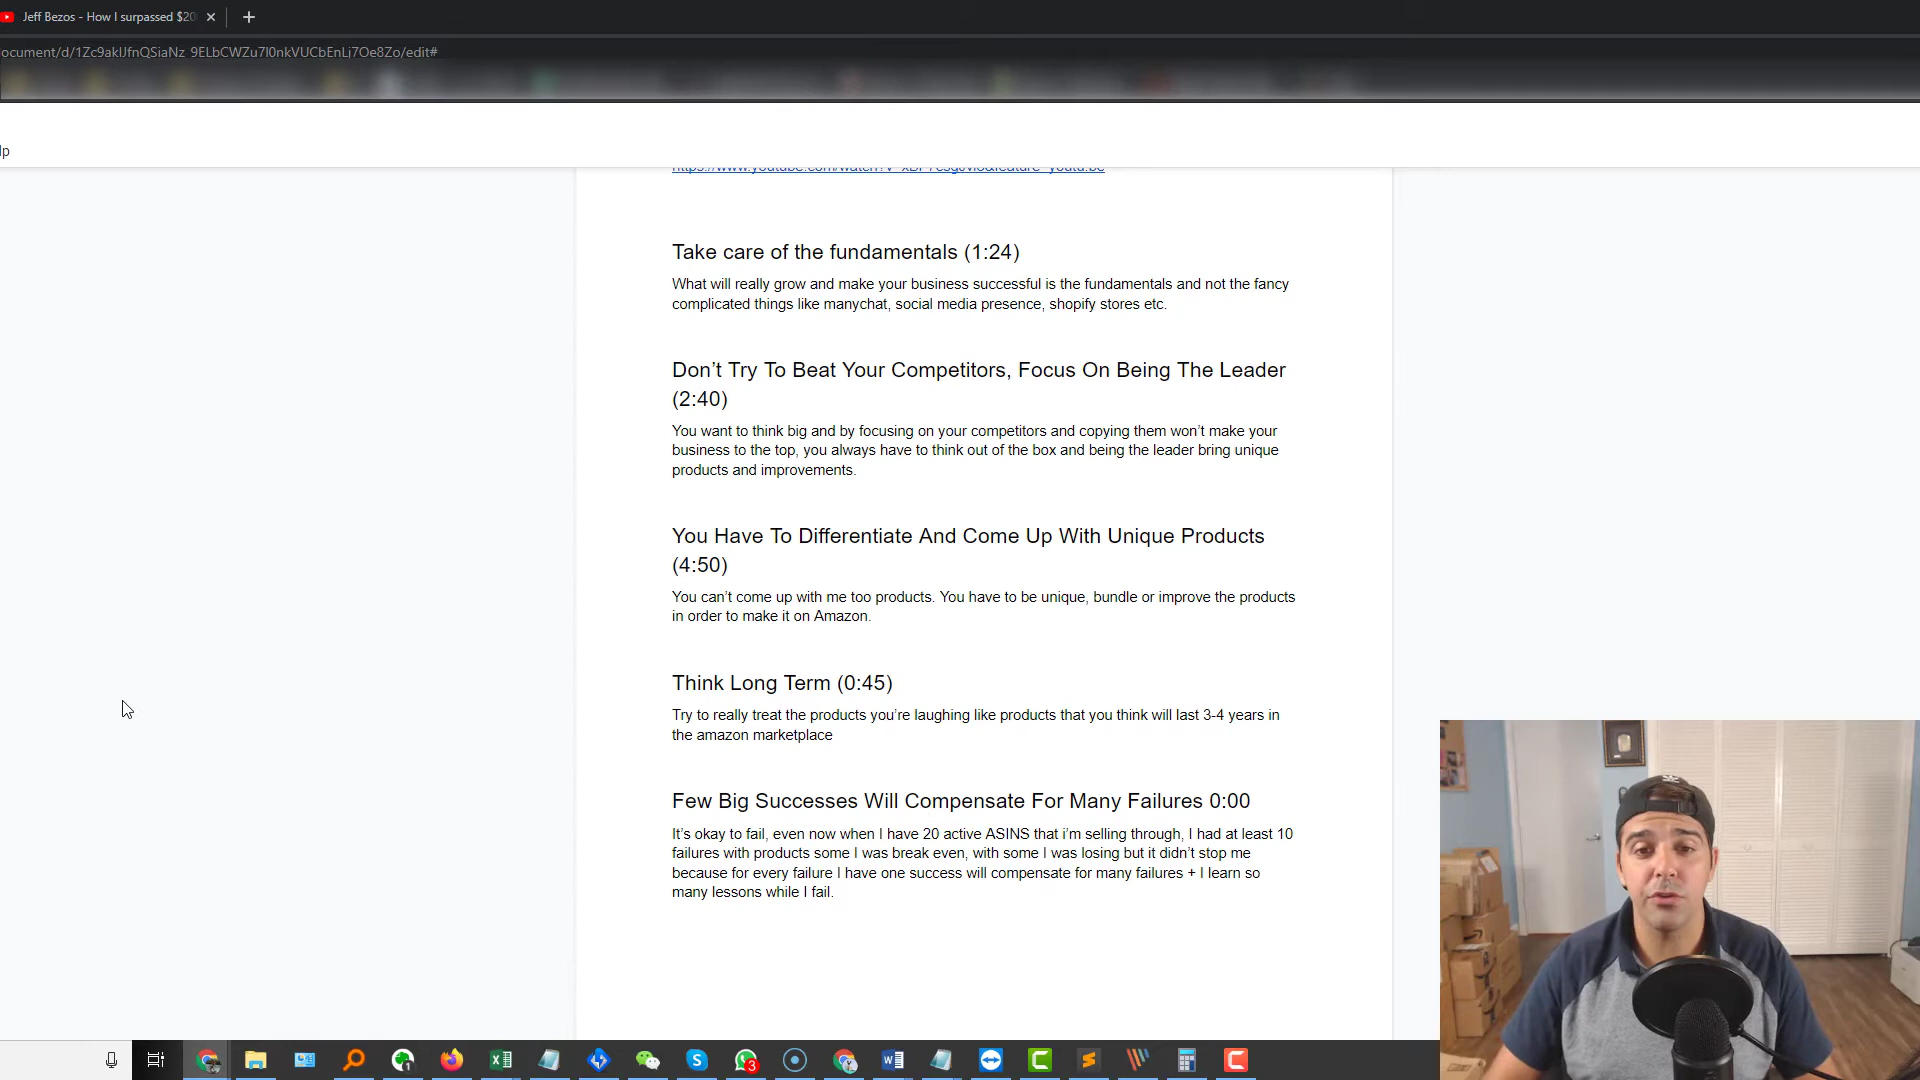 Jeff Bezos - How I surpassed $20
ocument/d/1Zc9aklJfnQSiaNz_9ELbCWZu7l0nkVUCbEnLj7Oe8Zo/edit#
lp
Take care of the fundamentals (1:24)
What will really grow and make your business successful is the fundamentals and not the fancy
complicated things like manychat, social media presence, shopify stores etc.
Don’t Try To Beat Your Competitors, Focus On Being The Leader
(2:40)
You want to think big and by focusing on your competitors and copying them won’t make your
business to the top, you always have to think out of the box and being the leader bring unique
products and improvements.
You Have To Differentiate And Come Up With Unique Products
(4:50)
You can’t come up with me too products. You have to be unique, bundle or improve the products
in order to make it on Amazon.
Think Long Term (0:45)
Try to really treat the products you’re laughing like products that you think will last 3-4 years in
the amazon marketplace
Few Big Successes Will Compensate For Many Failures 0:00
It’s okay to fail, even now when I have 20 active ASINS that i’m selling through, I had at least 10
failures with products some I was break even, with some I was losing but it didn’t stop me
because for every failure I have one success will compensate for many failures + I learn so
many lessons while I fail.